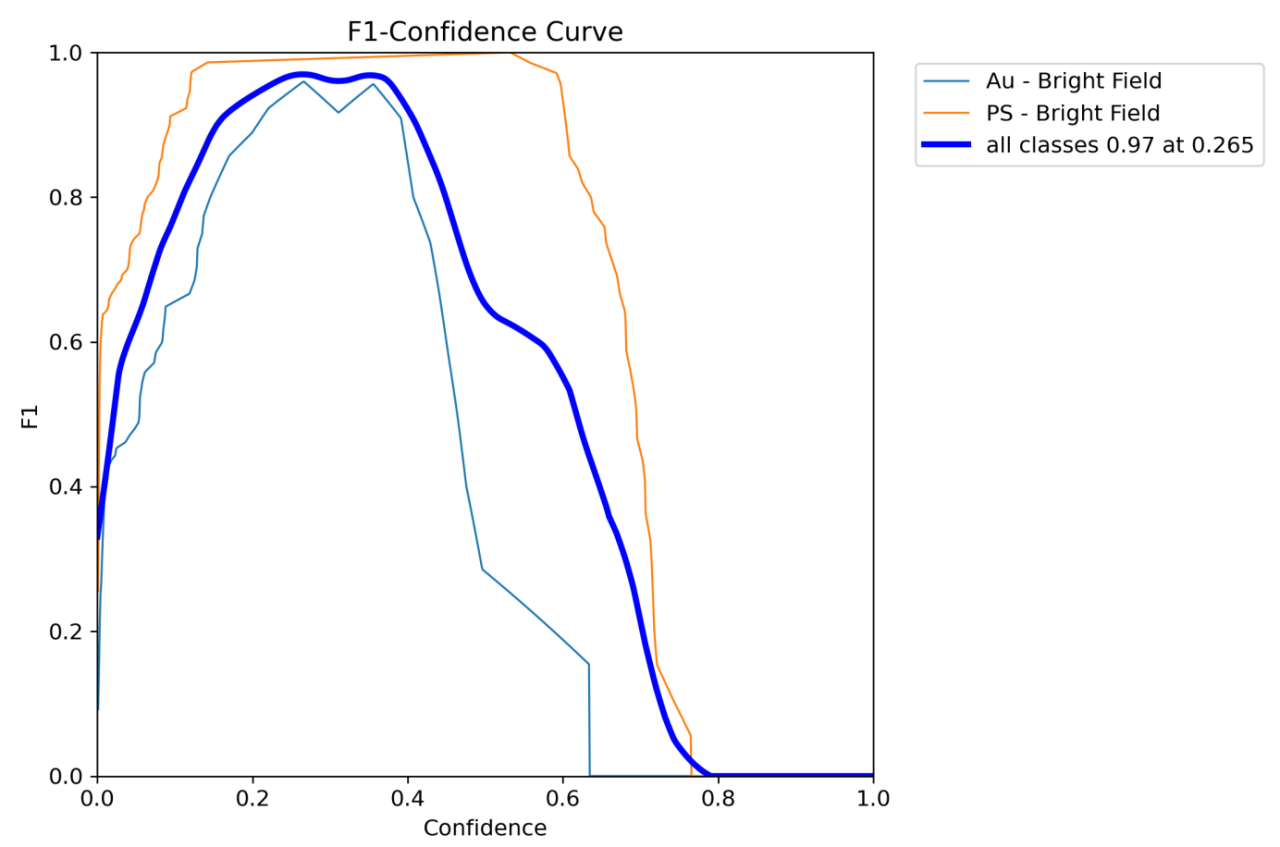 F1-Confidence Curve
1.0
0.8
0.6
0.4
0.2
0.0
F1
0.0 0.2 0.4 0.6 0.8 1.0
Confidence
Au - Bright Field
PS - Bright Field
all classes 0.97 at 0.265